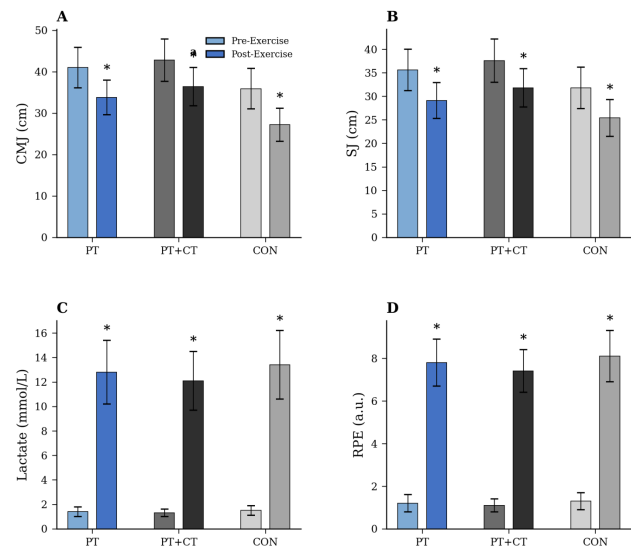 A
CMJ (cm)
50
40
30
20
10
0
* a
* *
Pre-Exercise
Post-Exercise
*
PT
PT+CT
CON
B
SJ (cm)
40
35
30
25
20
15
10
5
0
*
*
*
PT
PT+CT
CON
C
Lactate (mmol/L)
16
14
12
10
8
6
4
2
0
*
*
*
PT
PT+CT
CON
D
RPE (a.u.)
8
6
4
2
0
*
*
*
PT
PT+CT
CON